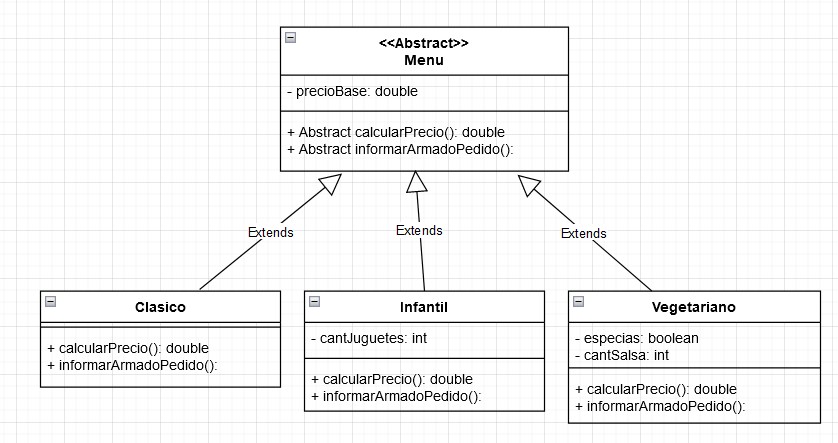 <<Abstract>>
Menu
- precioBase: double
+ Abstract calcularPrecio(): double
+ Abstract informarArmadoPedido():
Extends
Extends
Extends
Clasico
+ calcularPrecio(): double
+ informarArmadoPedido():
Infantil
- cantJuguetes: int
+ calcularPrecio(): double
+ informarArmadoPedido():
Vegetariano
- especias: boolean
- cantSalsa: int
+ calcularPrecio(): double
+ informarArmadoPedido():